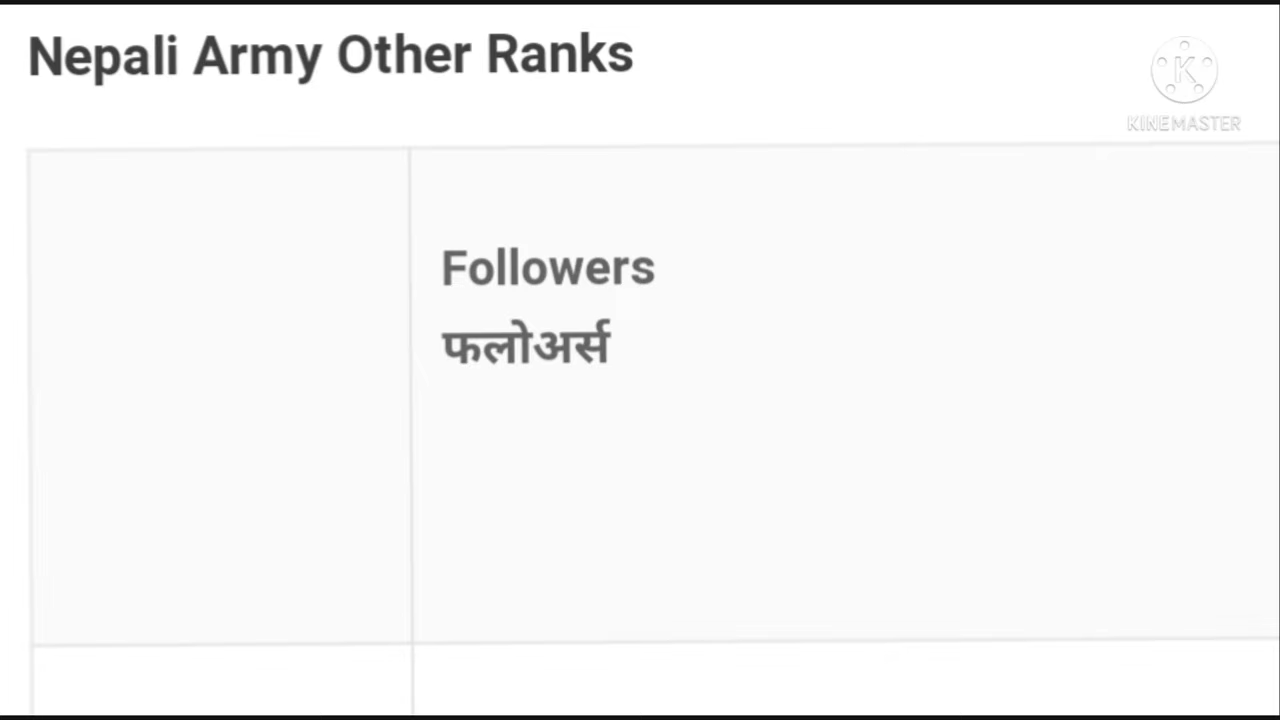 Nepali Army Other Ranks
K
KINEMASTER
Followers
फलोअर्स